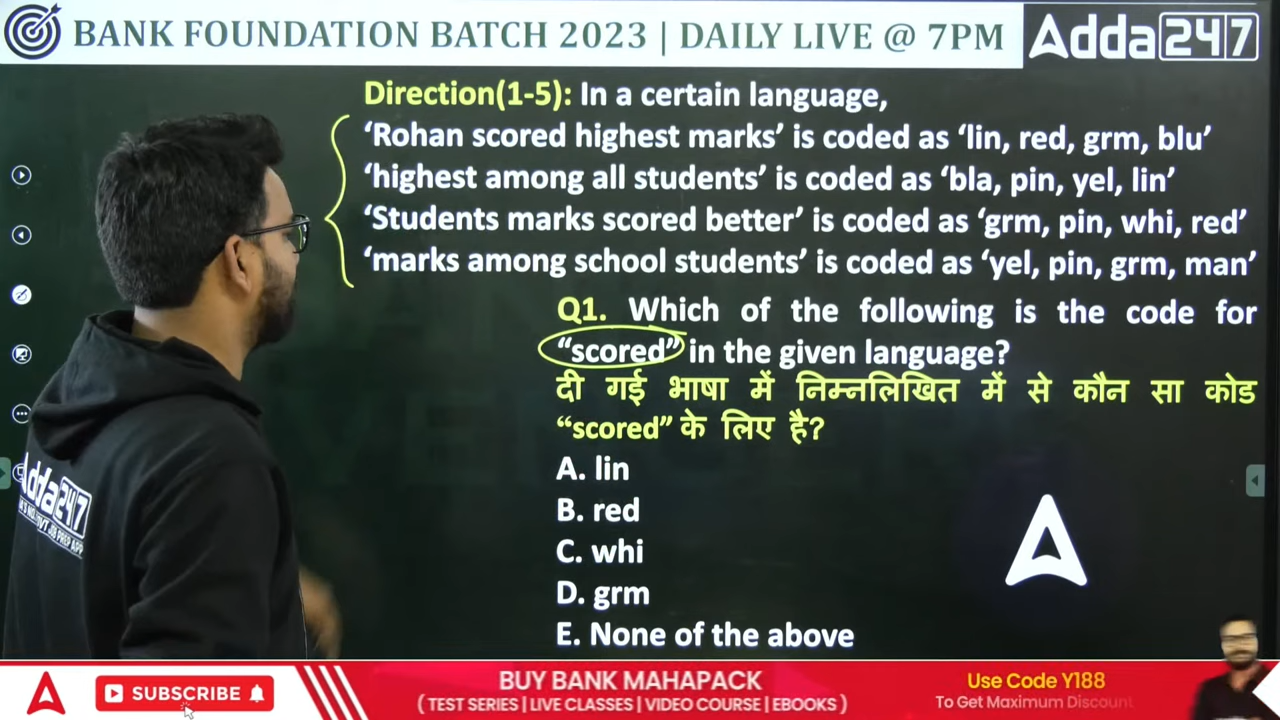 BANK FOUNDATION BATCH 2023 | DAILY LIVE @ 7PM
Adda247
Direction(1-5): In a certain language,
‘Rohan scored highest marks’ is coded as ‘lin, red, grm, blu’
‘highest among all students’ is coded as ‘bla, pin, yel, lin’
‘Students marks scored better’ is coded as ‘grm, pin, whi, red’
‘marks among school students’ is coded as ‘yel, pin, grm, man’
Q1. Which of the following is the code for
“scored” in the given language?
दी गई भाषा में निम्नलिखित में से कौन सा कोड
“scored” के लिए है?
A. lin
B. red
C. whi
D. grm
E. None of the above
Adda247
SUBSCRIBE
BUY BANK MAHAPACK
( TEST SERIES | LIVE CLASSES | VIDEO COURSE | EBOOKS )
Use Code Y188
To Get Maximum Discount